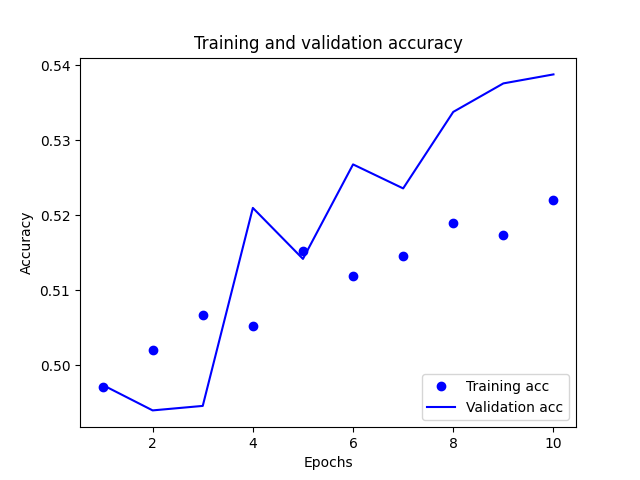 Training and validation accuracy
Accuracy
0.54
0.53
0.52
0.51
0.50
2
4
6
8
10
Epochs
Training acc
Validation acc